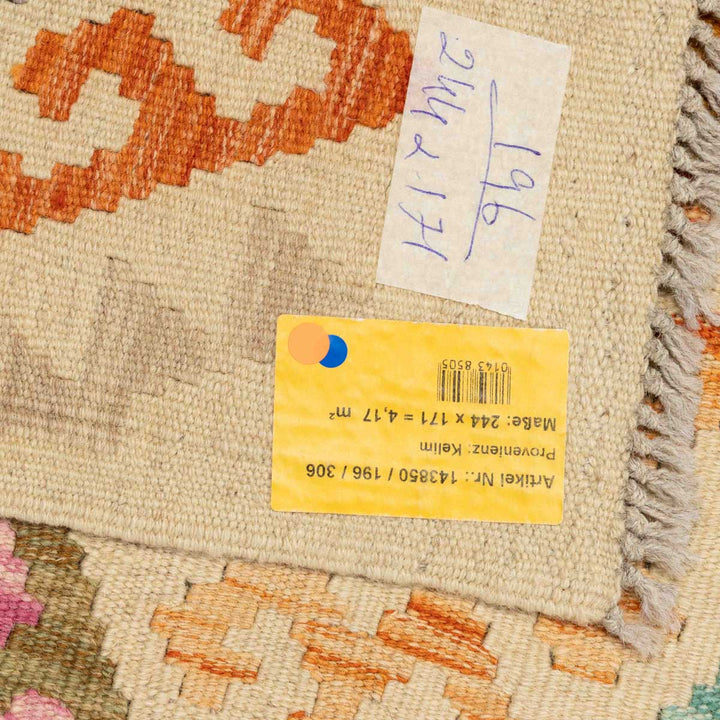 196
244 x 171
Artikel Nr.: 143850 / 196 / 306
Provenienz: Kelim
Maße: 244 x 171 = 4,17 m²
0143 8505